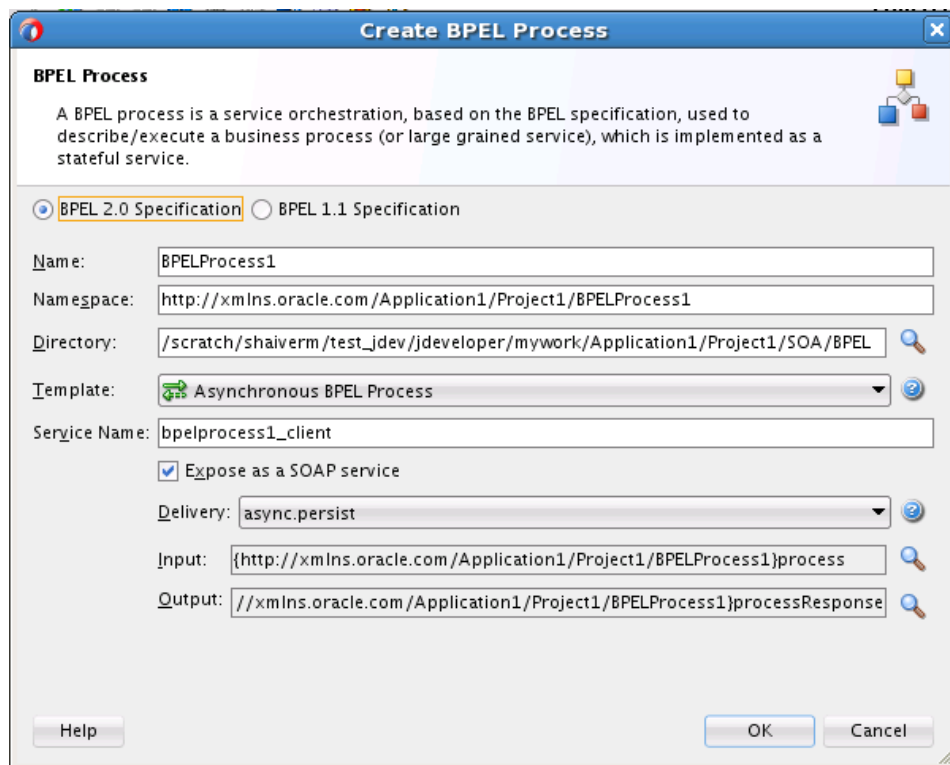 Create BPEL Process
BPEL Process
A BPEL process is a service orchestration, based on the BPEL specification, used to
describe/execute a business process (or large grained service), which is implemented as a
stateful service.
BPEL 2.0 Specification BPEL 1.1 Specification
Name: BPELProcess1
Namespace: http://xmlns.oracle.com/Application1/Project1/BPELProcess1
Directory: /scratch/shaiverm/test_jdev/jdeveloper/mywork/Application1/Project1/SOA/BPEL
Template: Asynchronous BPEL Process
Service Name: bpelprocess1_client
Expose as a SOAP service
Delivery: async.persist
Input: {http://xmlns.oracle.com/Application1/Project1/BPELProcess1}process
Output: //xmlns.oracle.com/Application1/Project1/BPELProcess1}processResponse
Help OK Cancel